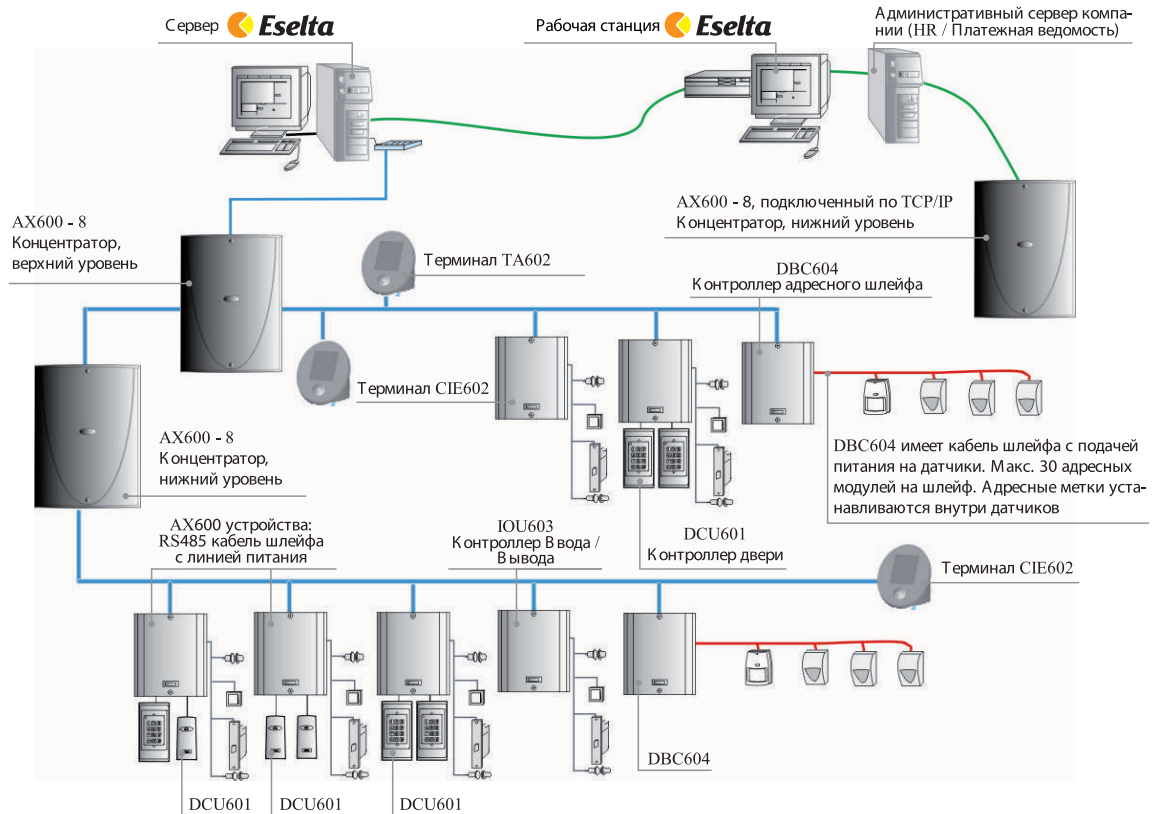 Сервер Eselta
Рабочая станция Eselta
Административный сервер компа-
нии (HR / Платежная ведомость)
AX600 - 8, подключенный по TCP/IP
Концентратор, нижний уровень
AX600 - 8
Концентратор,
верхний уровень
Терминал TA602
DBC604
Контроллер адресного шлейфа
Терминал CIE602
AX600 - 8
Концентратор,
нижний уровень
DBC604 имеет кабель шлейфа с подачей
питания на датчики. Макс. 30 адресных
модулей на шлейф. Адресные метки уста-
навливаются внутри датчиков
AX600 устройства:
RS485 кабель шлейфа
с линией питания
IOU603
Контроллер Ввода /
Вывода
DCU601
Контроллер двери
Терминал CIE602
DBC604
DCU601
DCU601
DCU601